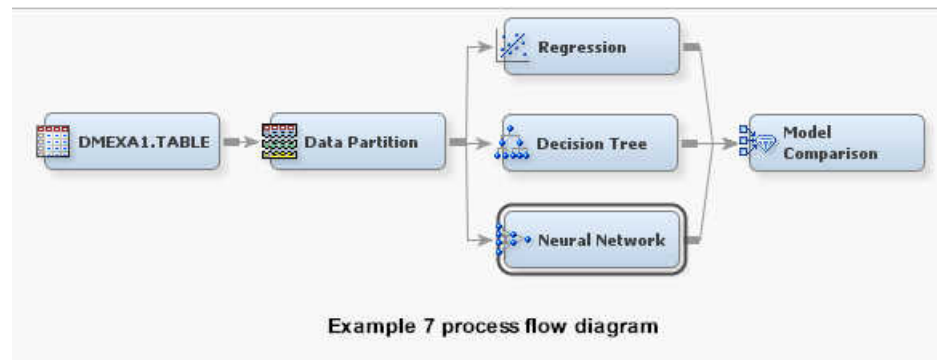 DMEXA1.TABLE
Data Partition
Regression
Decision Tree
Neural Network
Model
Comparison
Example 7 process flow diagram